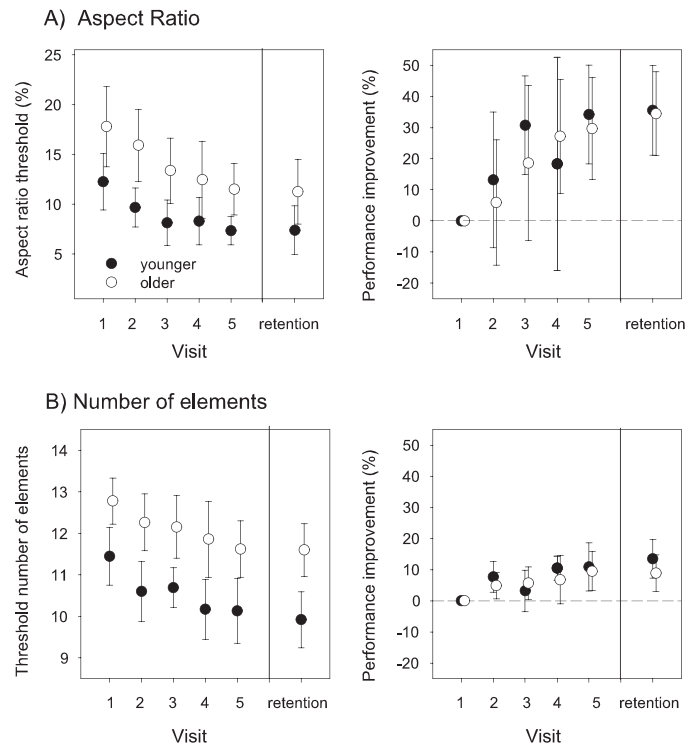 A) Aspect Ratio
Aspect ratio threshold (%)
25
20
15
10
5
younger
older
1 2 3 4 5 retention
Visit
Performance improvement (%)
50
40
30
20
10
0
-10
-20
1 2 3 4 5 retention
Visit
B) Number of elements
Threshold number of elements
14
13
12
11
10
9
1 2 3 4 5 retention
Visit
Performance improvement (%)
50
40
30
20
10
0
-10
-20
1 2 3 4 5 retention
Visit